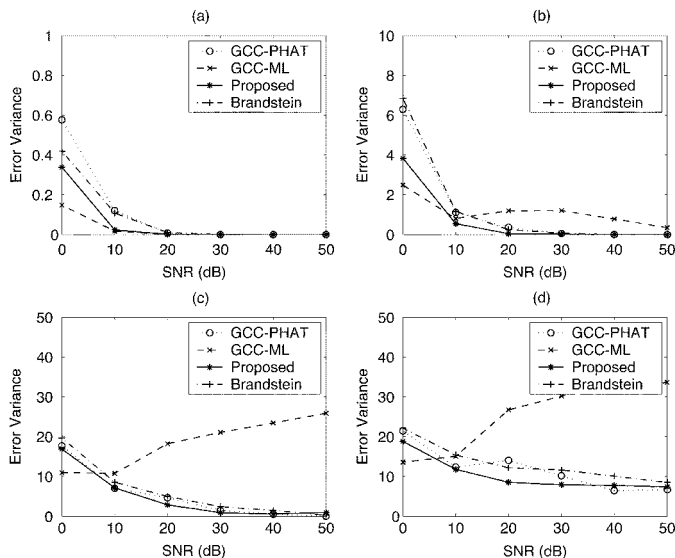 (a)
1
0.8
0.6
0.4
0.2
0
Error Variance
GCC-PHAT
GCC-ML
Proposed
Brandstein
0 10 20 30 40 50
SNR (dB)
(b)
10
8
6
4
2
0
Error Variance
GCC-PHAT
GCC-ML
Proposed
Brandstein
0 10 20 30 40 50
SNR (dB)
(c)
50
40
30
20
10
0
Error Variance
GCC-PHAT
GCC-ML
Proposed
Brandstein
0 10 20 30 40 50
SNR (dB)
(d)
50
40
30
20
10
0
Error Variance
GCC-PHAT
GCC-ML
Proposed
Brandstein
0 10 20 30 40 50
SNR (dB)